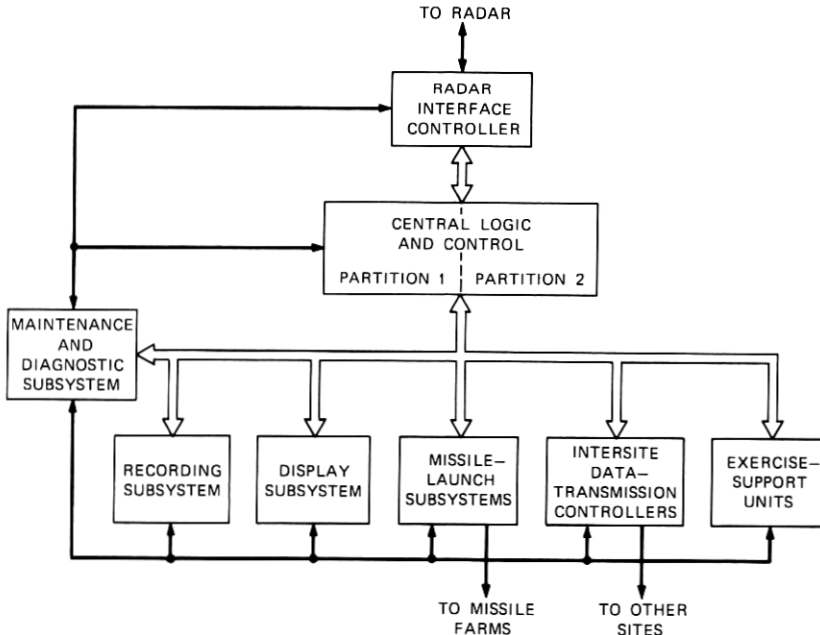 TO RADAR
RADAR
INTERFACE
CONTROLLER
CENTRAL LOGIC
AND CONTROL
PARTITION 1
PARTITION 2
MAINTENANCE
AND
DIAGNOSTIC
SUBSYSTEM
RECORDING
SUBSYSTEM
DISPLAY
SUBSYSTEM
MISSILE–
LAUNCH
SUBSYSTEMS
INTERSITE
DATA–
TRANSMISSION
CONTROLLERS
EXERCISE–
SUPPORT
UNITS
TO MISSILE
FARMS
TO OTHER
SITES